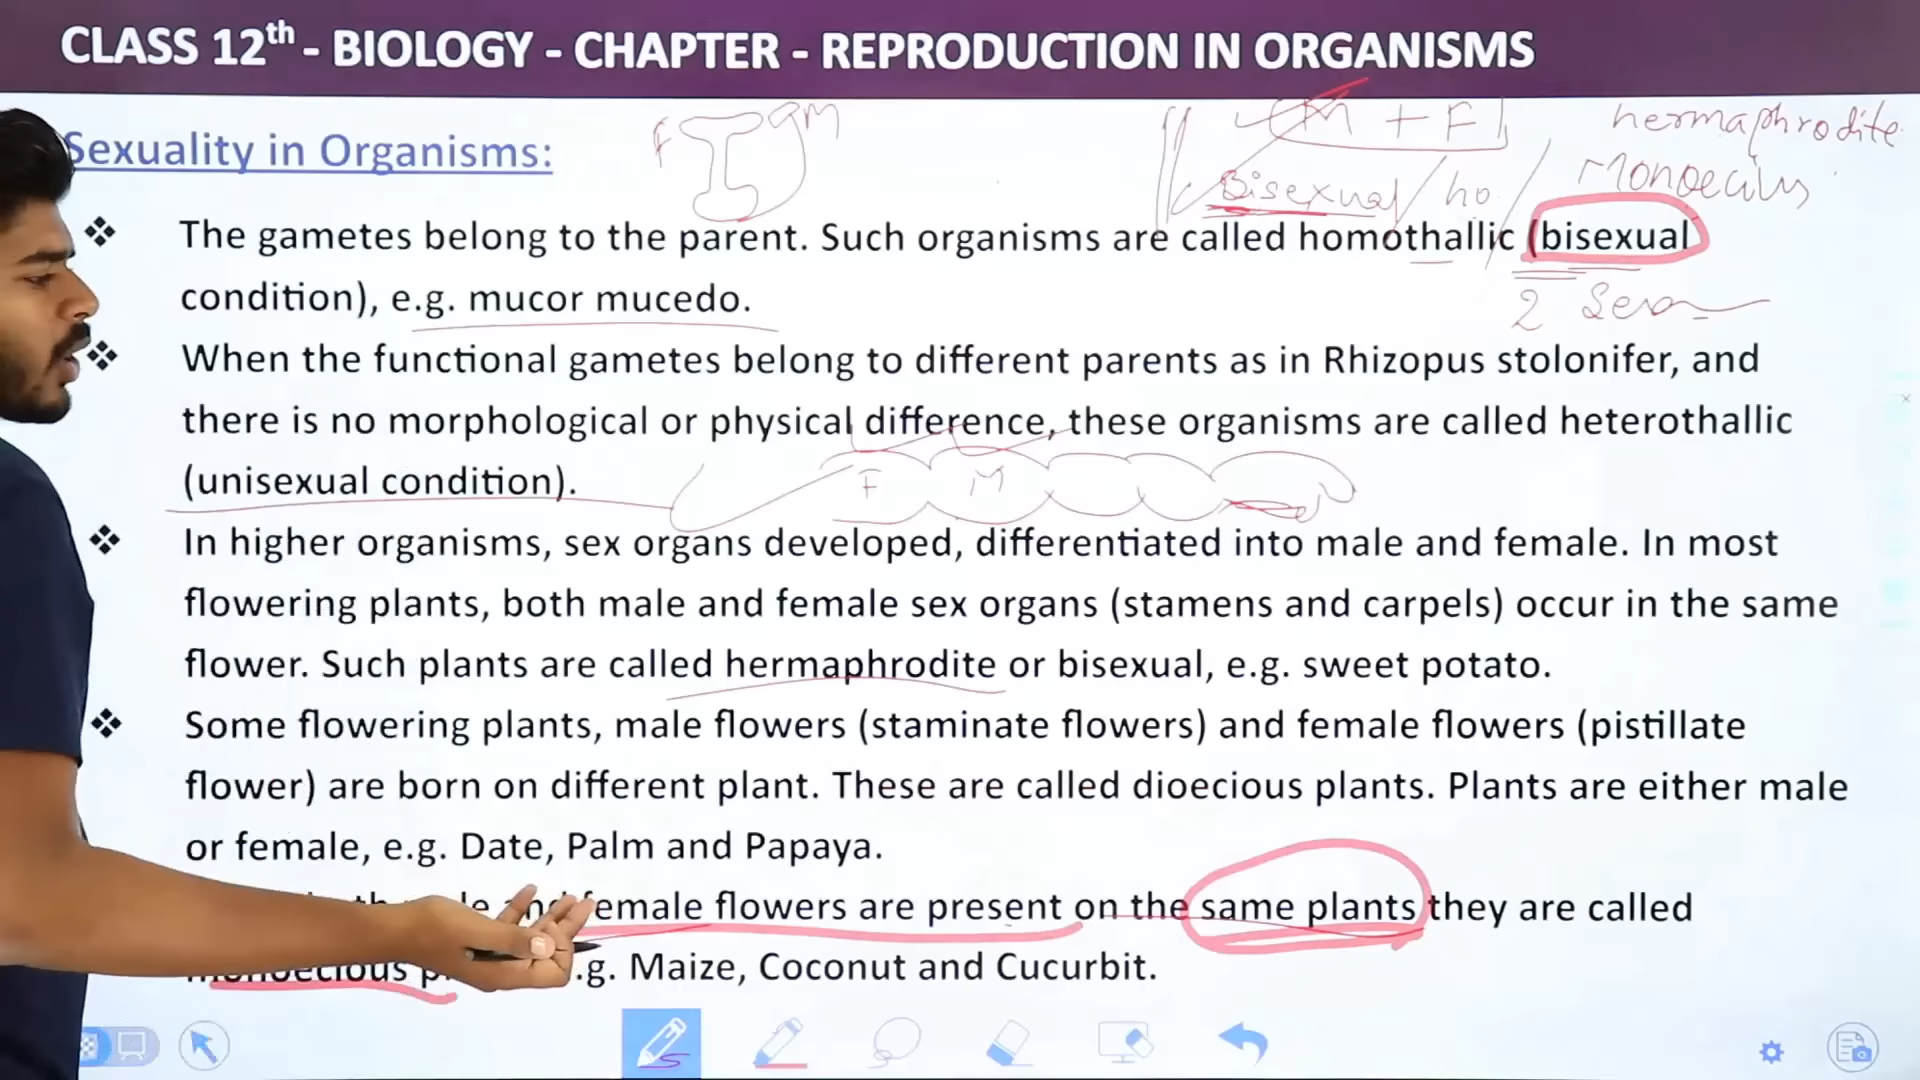 CLASS 12th - BIOLOGY - CHAPTER - REPRODUCTION IN ORGANISMS
F M
M + F
hermaphrodite
Sexuality in Organisms:
Bisexual / ho / Monoecius
The gametes belong to the parent. Such organisms are called homothallic (bisexual
condition), e.g. mucor mucedo.
2
When the functional gametes belong to different parents as in Rhizopus stolonifer, and
there is no morphological or physical difference, these organisms are called heterothallic
(unisexual condition).
F M
In higher organisms, sex organs developed, differentiated into male and female. In most
flowering plants, both male and female sex organs (stamens and carpels) occur in the same
flower. Such plants are called hermaphrodite or bisexual, e.g. sweet potato.
Some flowering plants, male flowers (staminate flowers) and female flowers (pistillate
flower) are born on different plant. These are called dioecious plants. Plants are either male
or female, e.g. Date, Palm and Papaya.
female flowers are present on the same plants they are called
monoecious .g. Maize, Coconut and Cucurbit.